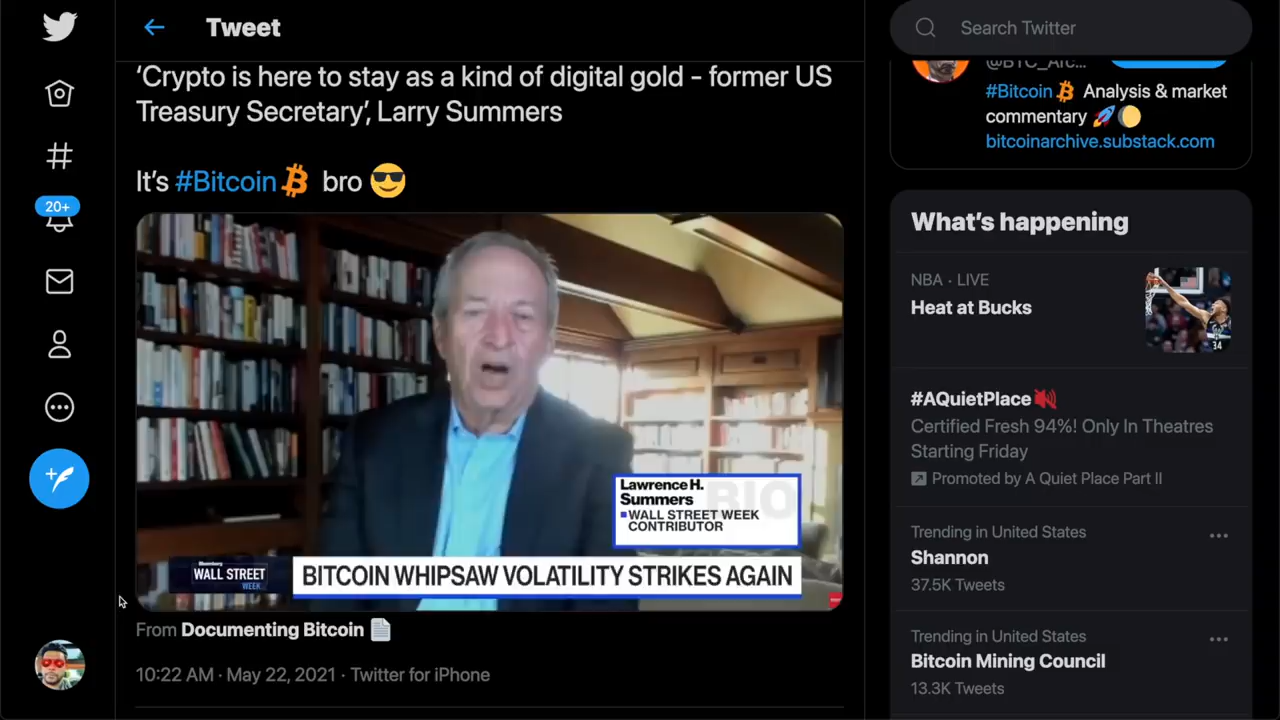 Tweet
Search Twitter
‘Crypto is here to stay as a kind of digital gold - former US
Treasury Secretary’, Larry Summers
It’s #Bitcoin bro 😎
20+
Lawrence H.
Summers
BIO
WALL STREET WEEK
CONTRIBUTOR
Bloomberg
WALL STREET
WEEK
BITCOIN WHIPSAW VOLATILITY STRIKES AGAIN
From Documenting Bitcoin 📄
10:22 AM · May 22, 2021 · Twitter for iPhone
@BTC_Arc...
#Bitcoin Analysis & market
commentary 🚀🌔
bitcoinarchive.substack.com
What’s happening
NBA · LIVE
Heat at Bucks
34
#AQuietPlace🔇
Certified Fresh 94%! Only In Theatres
Starting Friday
Promoted by A Quiet Place Part II
Trending in United States
Shannon
37.5K Tweets
Trending in United States
Bitcoin Mining Council
13.3K Tweets